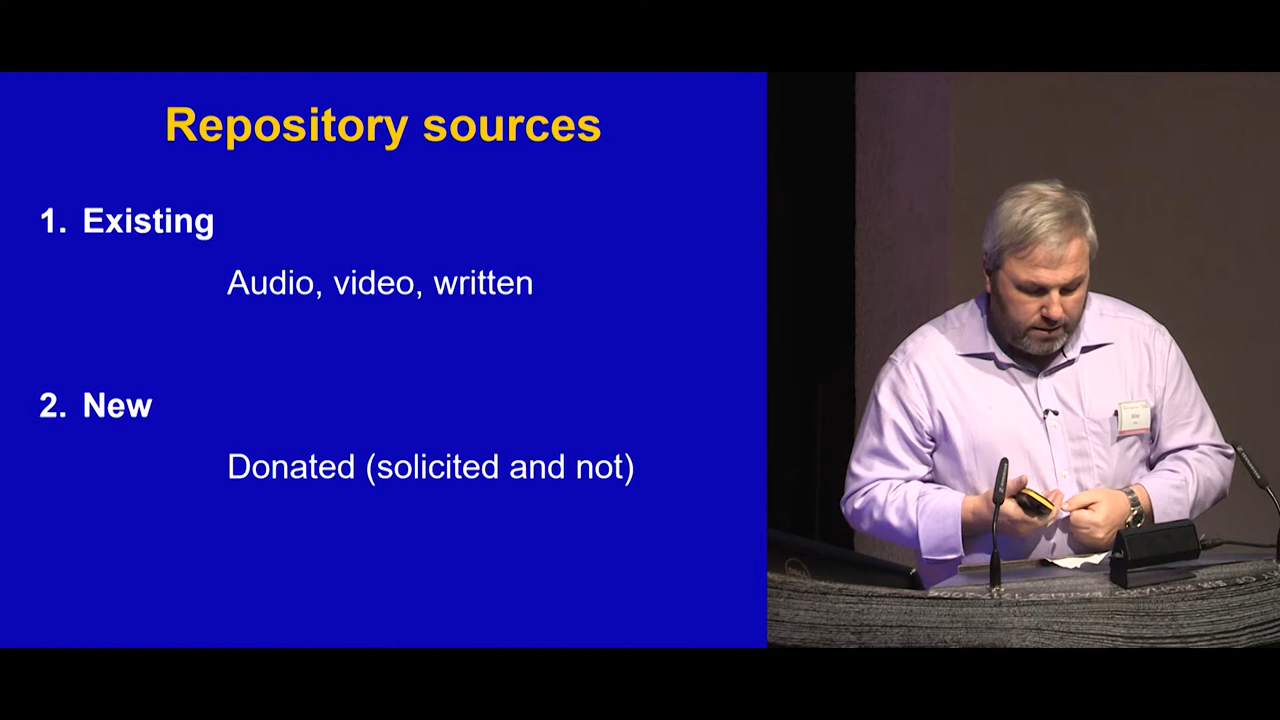 Repository sources
1. Existing
Audio, video, written
2. New
Donated (solicited and not)